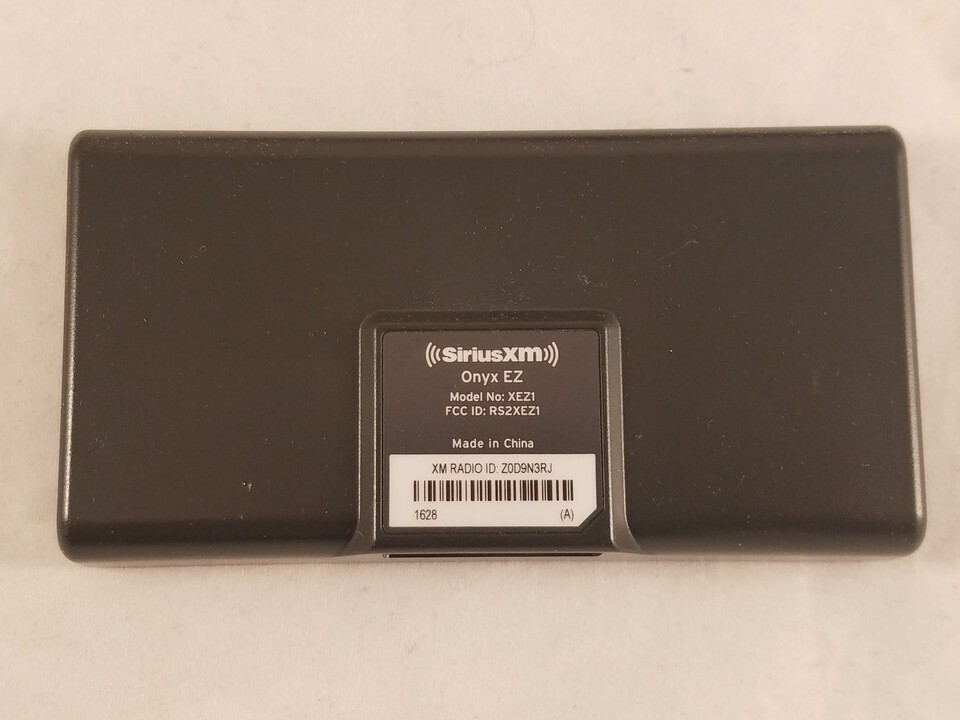 SiriusXM
Onyx EZ
Model No: XEZ1
FCC ID: RS2XEZ1
Made in China
XM RADIO ID: Z0D9N3RJ
1628 (A)